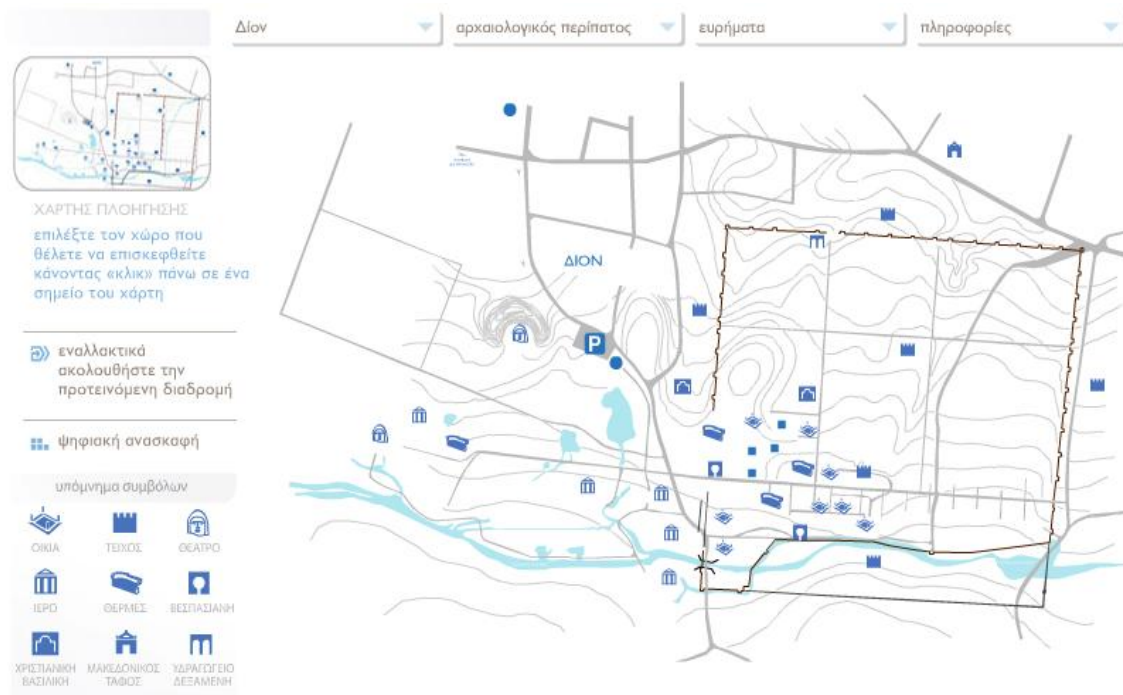 Δίον
αρχαιολογικός περίπατος
ευρήματα
πληροφορίες
ΧΑΡΤΗΣ ΠΛΟΗΓΗΣΗΣ
επιλέξτε τον χώρο που
θέλετε να επισκεφθείτε
κάνοντας «κλικ» πάνω σε ένα
σημείο του χάρτη
εναλλακτικά
ακολουθήστε την
προτεινόμενη διαδρομή
ψηφιακή ανασκαφή
υπόμνημα συμβόλων
ΟΙΚΙΑ
ΤΕΙΧΟΣ
ΘΕΑΤΡΟ
ΙΕΡΟ
ΘΕΡΜΕΣ
ΒΕΣΠΑΣΙΑΝΗ
ΧΡΙΣΤΙΑΝΙΚΗ
ΒΑΣΙΛΙΚΗ
ΜΑΚΕΔΟΝΙΚΟΣ
ΤΑΦΟΣ
ΥΔΡΑΓΩΓΕΙΟ
ΔΕΞΑΜΕΝΗ
ΔΙΟΝ
P